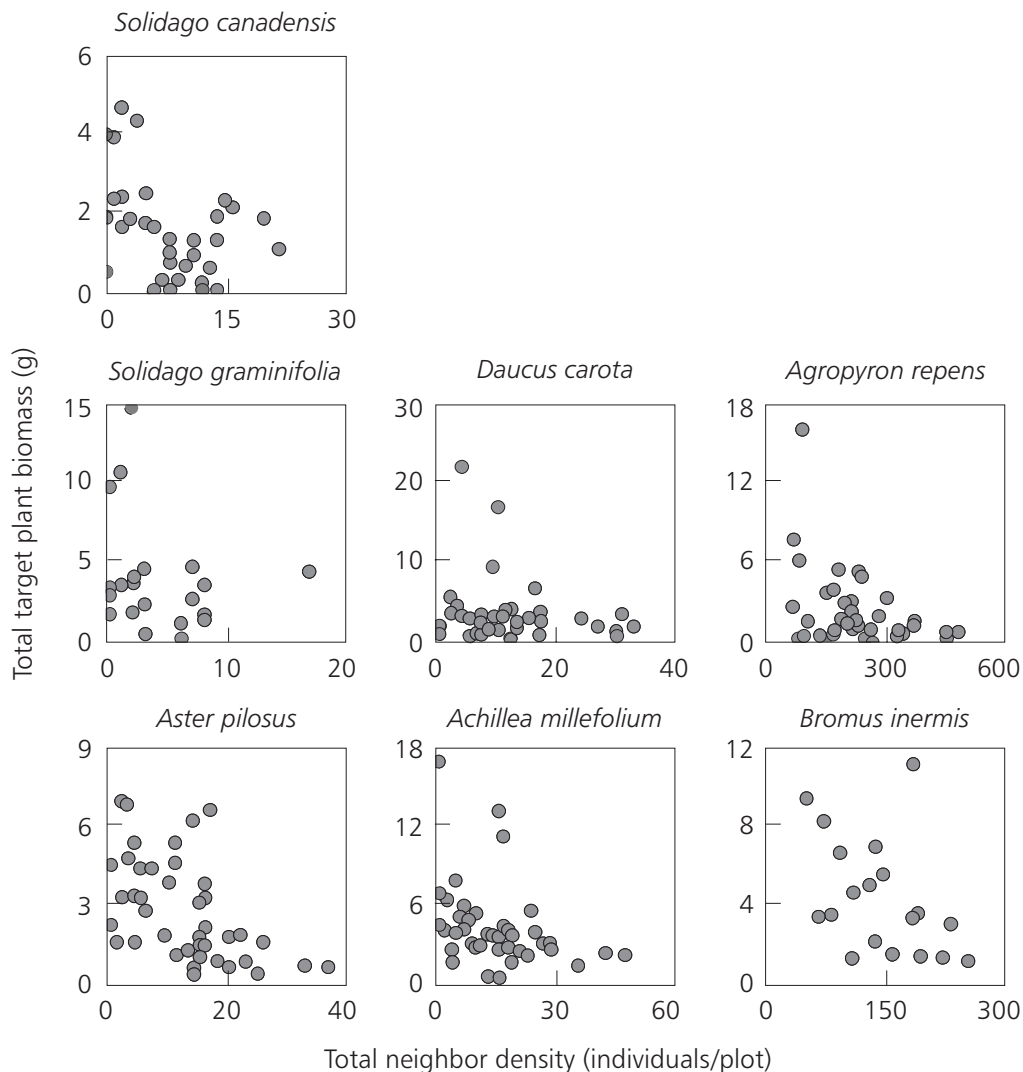 Solidago canadensis
6
4
2
0
0 15 30
Total target plant biomass (g)
Solidago graminifolia
15
10
5
0
0 10 20
Daucus carota
30
20
10
0
0 20 40
Agropyron repens
18
12
6
0
0 300 600
Aster pilosus
9
6
3
0
0 20 40
Achillea millefolium
18
12
6
0
0 30 60
Bromus inermis
12
8
4
0
0 150 300
Total neighbor density (individuals/plot)